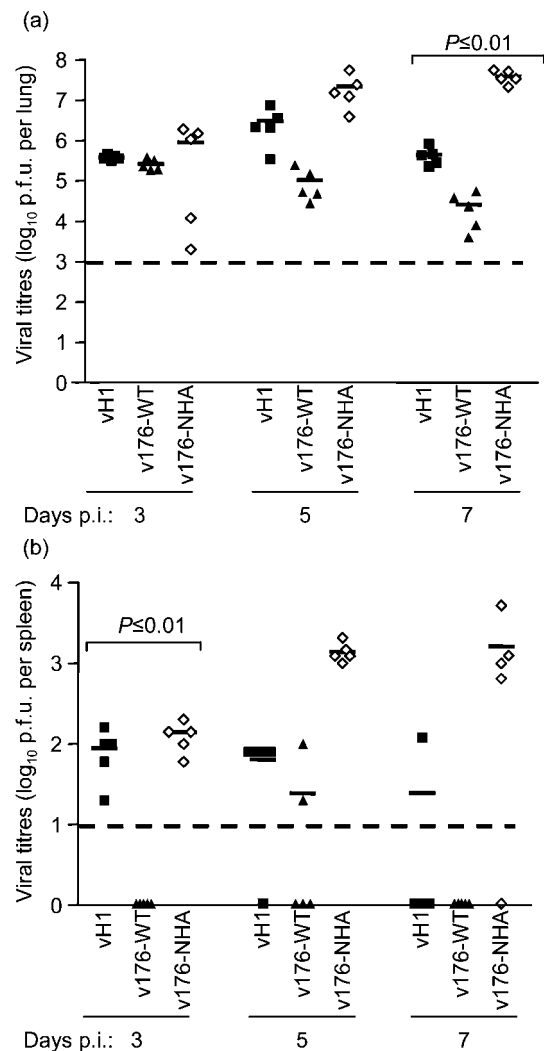 (a)
P≤0.01
Viral titres (log10 p.f.u. per lung)
8
7
6
5
4
3
2
1
0
vH1
v176-WT
v176-NHA
vH1
v176-WT
v176-NHA
vH1
v176-WT
v176-NHA
Days p.i.: 3 5 7
(b)
P≤0.01
Viral titres (log10 p.f.u. per spleen)
4
3
2
1
0
vH1
v176-WT
v176-NHA
vH1
v176-WT
v176-NHA
vH1
v176-WT
v176-NHA
Days p.i.: 3 5 7